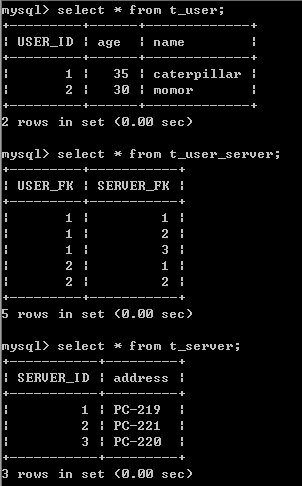 mysql> select * from t_user;
+---------+------+-------------+
¦ USER_ID ¦ age  ¦ name        ¦
+---------+------+-------------+
¦       1 ¦   35 ¦ caterpillar ¦
¦       2 ¦   30 ¦ momor       ¦
+---------+------+-------------+
2 rows in set (0.00 sec)
mysql> select * from t_user_server;
+---------+-----------+
¦ USER_FK ¦ SERVER_FK ¦
+---------+-----------+
¦       1 ¦         1 ¦
¦       1 ¦         2 ¦
¦       1 ¦         3 ¦
¦       2 ¦         1 ¦
¦       2 ¦         2 ¦
+---------+-----------+
5 rows in set (0.00 sec)
mysql> select * from t_server;
+-----------+---------+
¦ SERVER_ID ¦ address ¦
+-----------+---------+
¦         1 ¦ PC-219  ¦
¦         2 ¦ PC-221  ¦
¦         3 ¦ PC-220  ¦
+-----------+---------+
3 rows in set (0.00 sec)